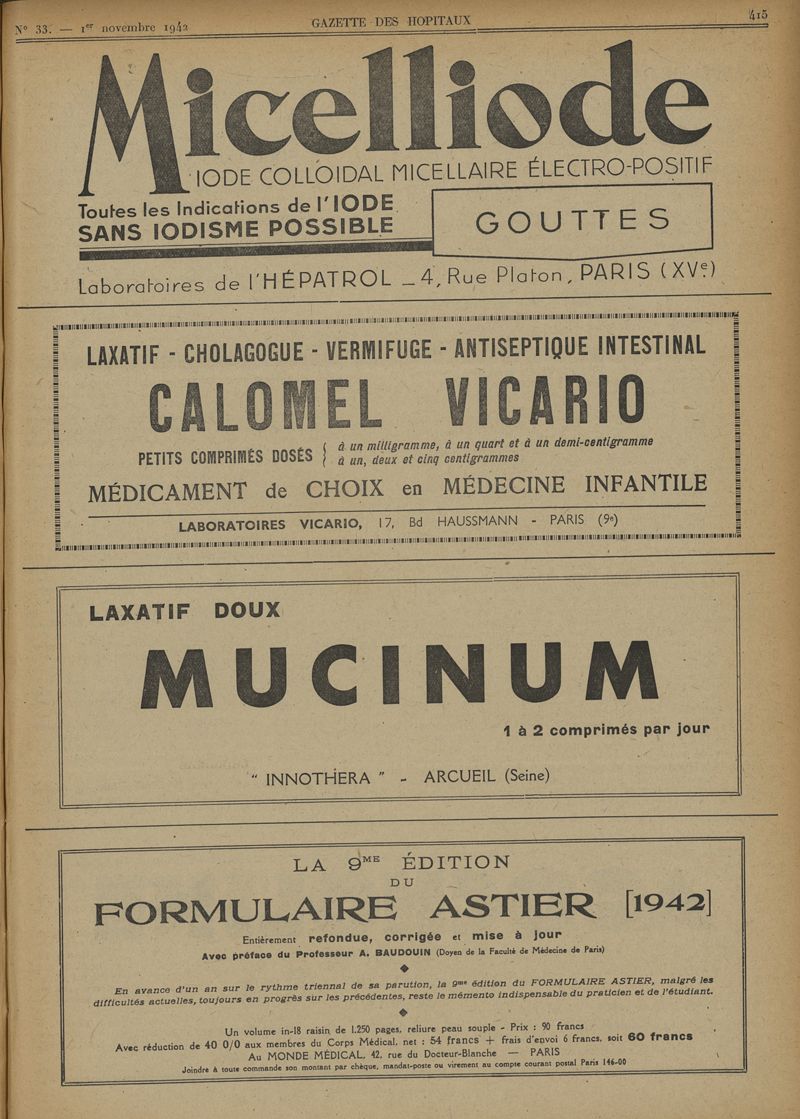 N° 33. — 1er novembre 1942
GAZETTE DES HOPITAUX
415
Micelliode
IODE COLLOÏDAL MICELLAIRE ÉLECTRO-POSITIF
Toutes les Indications de l'IODE
SANS IODISME POSSIBLE
GOUTTES
Laboratoires de l'HÉPATROL _ 4, Rue Platon, PARIS (XVe)
LAXATIF - CHOLAGOGUE - VERMIFUGE - ANTISEPTIQUE INTESTINAL
CALOMEL VICARIO
PETITS COMPRIMÉS DOSÉS
à un milligramme, à un quart et à un demi-centigramme
à un, deux et cinq centigrammes
MÉDICAMENT de CHOIX en MÉDECINE INFANTILE
LABORATOIRES VICARIO, 17, Bd HAUSSMANN - PARIS (9e)
LAXATIF DOUX
MUCINUM
1 à 2 comprimés par jour
" INNOTHERA " - ARCUEIL (Seine)
LA 9ME ÉDITION
DU
FORMULAIRE ASTIER [1942]
Entièrement refondue, corrigée et mise à jour
Avec préface du Professeur A. BAUDOUIN (Doyen de la Faculté de Médecine de Paris)
En avance d'un an sur le rythme triennal de sa parution, la 9me édition du FORMULAIRE ASTIER, malgré les
difficultés actuelles, toujours en progrès sur les précédentes, reste le mémento indispensable du praticien et de l'étudiant.
Un volume in-18 raisin, de 1.250 pages, reliure peau souple - Prix : 90 francs
Avec réduction de 40 0/0 aux membres du Corps Médical, net : 54 francs + frais d'envoi 6 francs, soit 60 francs
Au MONDE MÉDICAL, 42, rue du Docteur-Blanche — PARIS
Joindre à toute commande son montant par chèque, mandat-poste ou virement au compte courant postal Paris 146-00